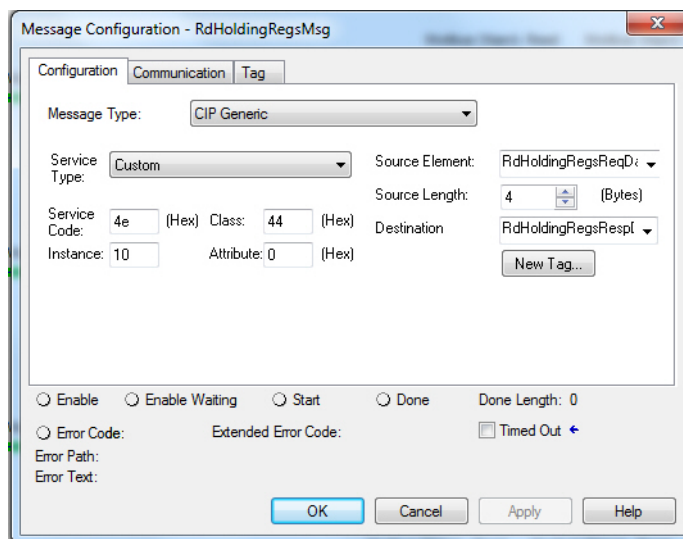 Message Configuration - RdHoldingRegsMsg
Configuration Communication Tag
Message Type: CIP Generic
Service Type: Custom
Source Element: RdHoldingRegsReqDa
Source Length: 4 (Bytes)
Service Code: 4e (Hex) Class: 44 (Hex)
Destination RdHoldingRegsRespD
Instance: 10 Attribute: 0 (Hex)
New Tag...
Enable Enable Waiting Start Done Done Length: 0
Error Code: Extended Error Code: Timed Out
Error Path:
Error Text:
OK Cancel Apply Help